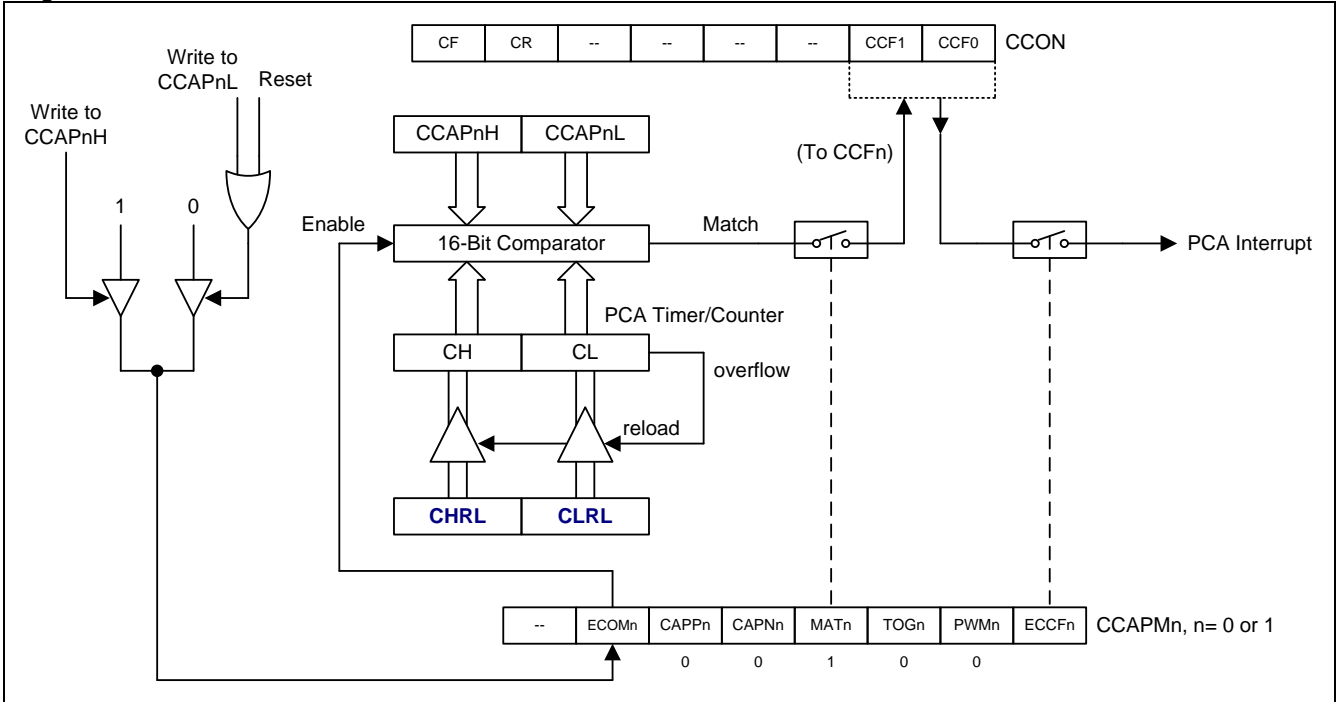 CF CR -- -- -- -- CCF1 CCF0 CCON
Write to
CCAPnL
Reset
Write to
CCAPnH
CCAPnH CCAPnL
(To CCFn)
1 0
Enable
16-Bit Comparator
Match
PCA Interrupt
PCA Timer/Counter
CH CL
overflow
reload
CHRL CLRL
-- ECOMn CAPPn CAPNn MATn TOGn PWMn ECCFn CCAPMn, n= 0 or 1
0 0 1 0 0